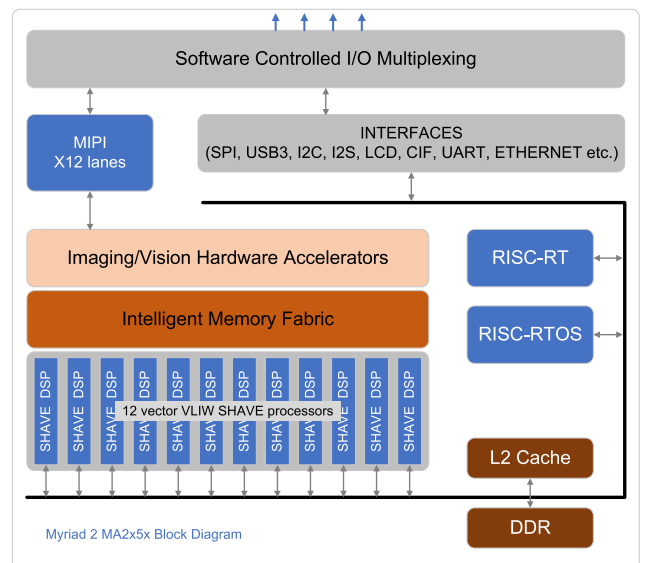 Software Controlled I/O Multiplexing
MIPI
X12 lanes
INTERFACES
(SPI, USB3, I2C, I2S, LCD, CIF, UART, ETHERNET etc.)
Imaging/Vision Hardware Accelerators
RISC-RT
Intelligent Memory Fabric
RISC-RTOS
SHAVE DSP
SHAVE DSP
SHAVE DSP
SHAVE DSP
SHAVE DSP
SHAVE DSP
SHAVE DSP
SHAVE DSP
SHAVE DSP
SHAVE DSP
SHAVE DSP
SHAVE DSP
12 vector VLIW SHAVE processors
L2 Cache
DDR
Myriad 2 MA2x5x Block Diagram